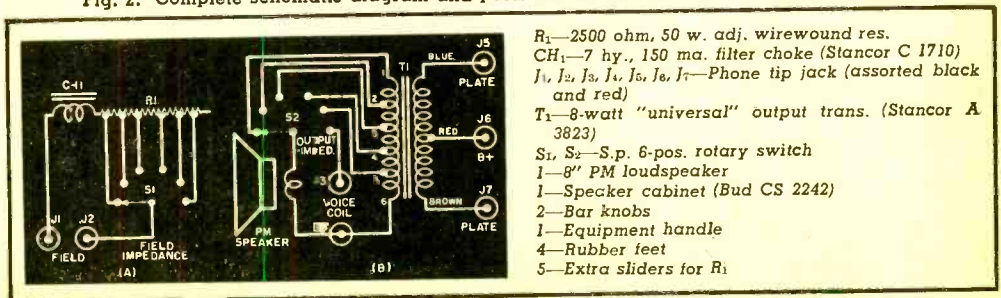 Fig. 2. Complete schematic diagram and
R1—2500 ohm, 50 w. adj. wirewound res.
CH1—7 hy., 150 ma. filter choke (Stancor C 1710)
J1, J2, J3, J4, J5, J6, J7—Phone tip jack (assorted black
and red)
T1—8-watt "universal" output trans. (Stancor A
3823)
S1, S2—S.p. 6-pos. rotary switch
1—8" PM loudspeaker
1—Speaker cabinet (Bud CS 2242)
2—Bar knobs
1—Equipment handle
4—Rubber feet
5—Extra sliders for R1
CH
R1
S1
J1
J2
FIELD
FIELD
IMPEDANCE
(A)
PM
SPEAKER
S2
OUTPUT
IMPED.
VOICE
COIL
(B)
1
2
6
T1
BLUE
RED
BROWN
J5
PLATE
J6
B+
J7
PLATE